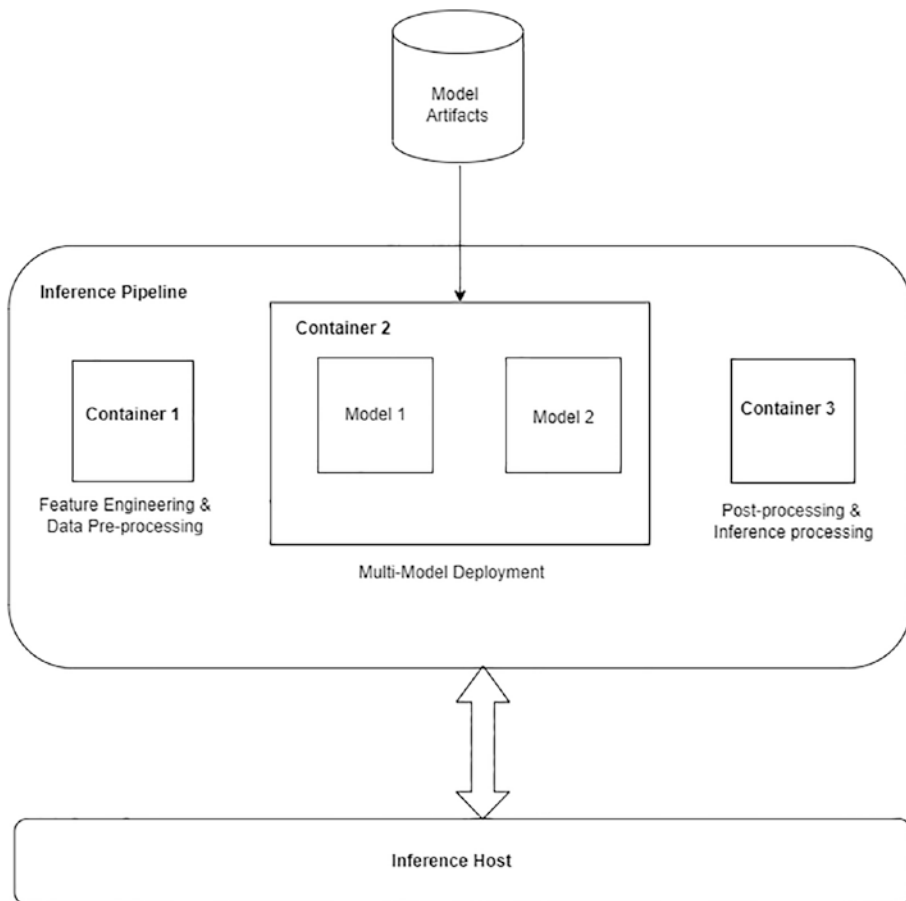 Model
Artifacts
Inference Pipeline
Container 2
Container 1
Model 1
Model 2
Container 3
Feature Engineering &
Data Pre-processing
Post-processing &
Inference processing
Multi-Model Deployment
Inference Host